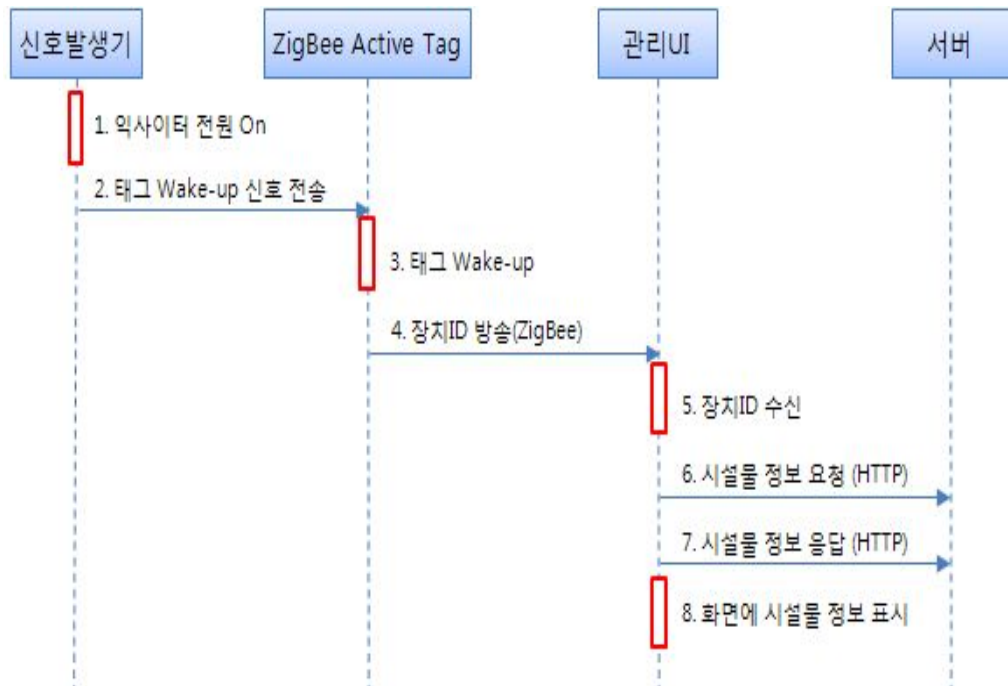 신호발생기
ZigBee Active Tag
관리UI
서버
1. 익사이터 전원 On
2. 태그 Wake-up 신호 전송
3. 태그 Wake-up
4. 장치ID 방송(ZigBee)
5. 장치ID 수신
6. 시설물 정보 요청 (HTTP)
7. 시설물 정보 응답 (HTTP)
8. 화면에 시설물 정보 표시